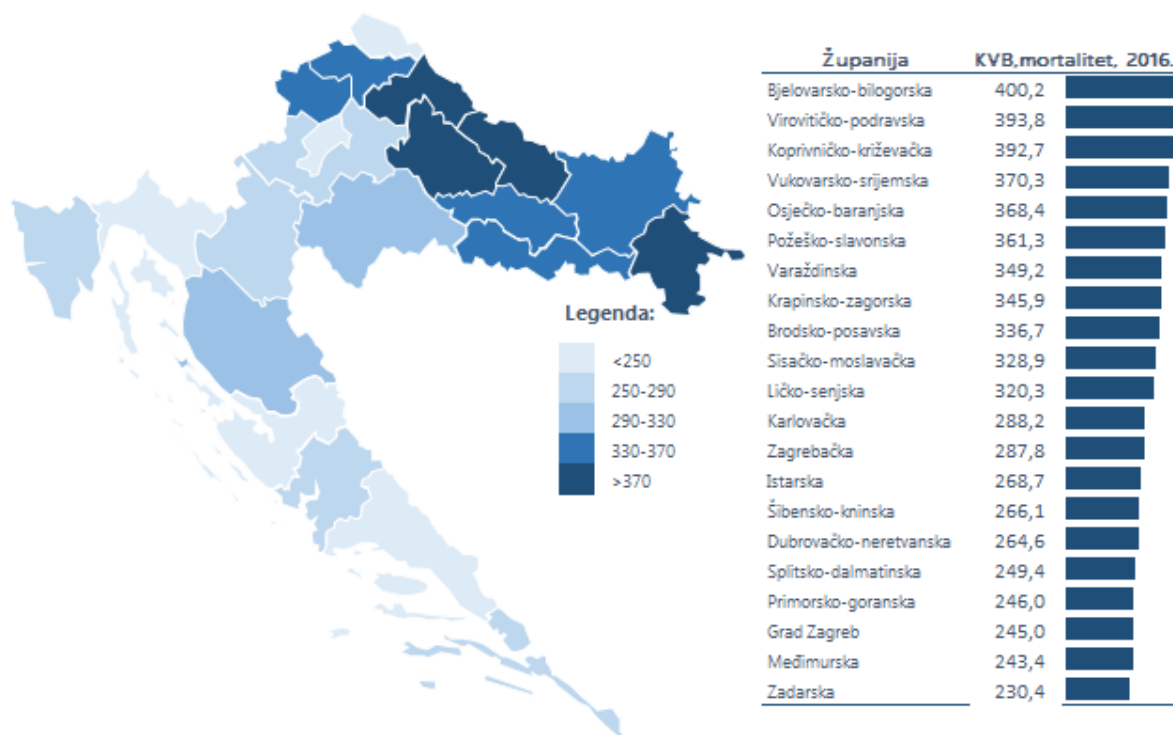 Županija KVB,mortalitet, 2016.
Bjelovarsko-bilogorska 400,2
Virovitičko-podravska 393,8
Koprivničko-križevačka 392,7
Vukovarsko-srijemska 370,3
Osječko-baranjska 368,4
Požeško-slavonska 361,3
Varaždinska 349,2
Krapinsko-zagorska 345,9
Brodsko-posavska 336,7
Sisačko-moslavačka 328,9
Ličko-senjska 320,3
Karlovačka 288,2
Zagrebačka 287,8
Istarska 268,7
Šibensko-kninska 266,1
Dubrovačko-neretvanska 264,6
Splitsko-dalmatinska 249,4
Primorsko-goranska 246,0
Grad Zagreb 245,0
Međimurska 243,4
Zadarska 230,4
Legenda:
<250
250-290
290-330
330-370
>370